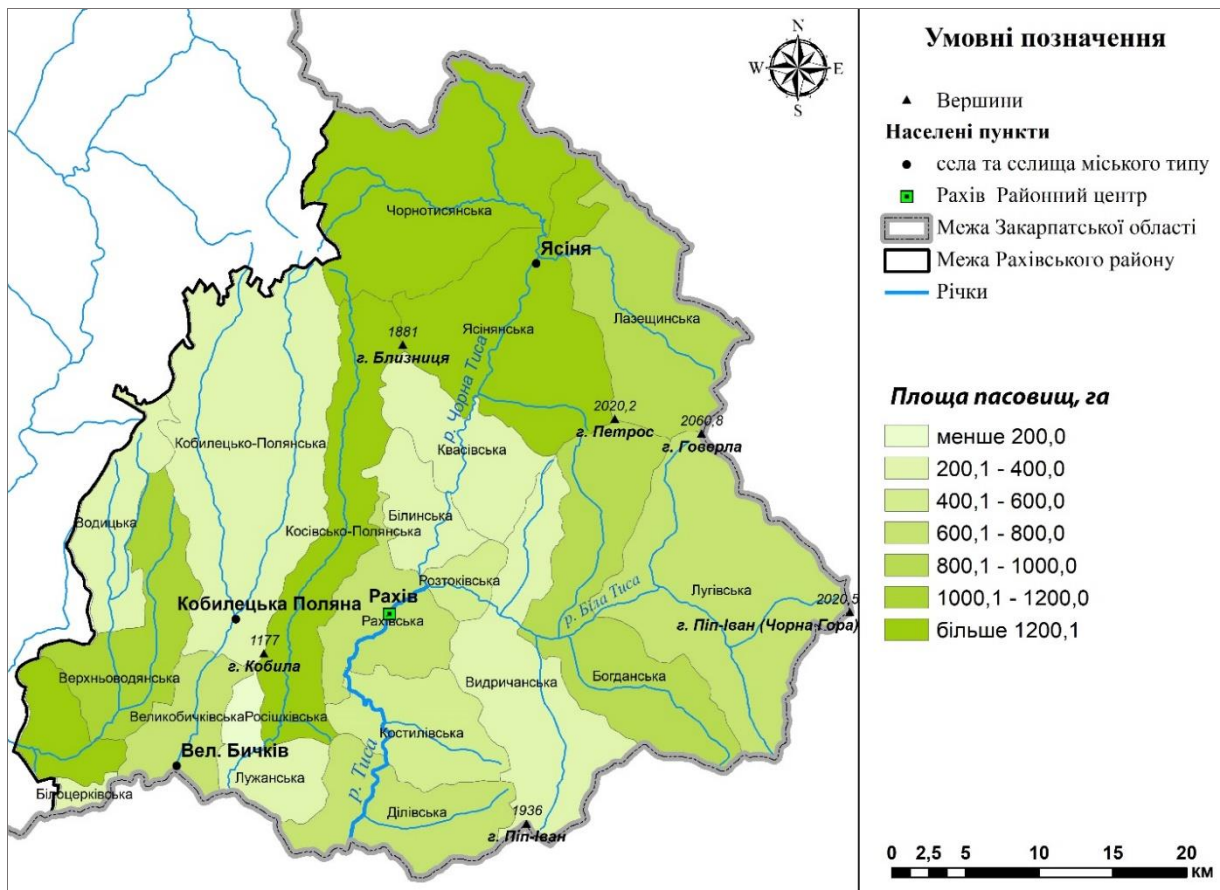 N
W E
S
Чорнотисянська
Ясіня
Лазещинська
1881
г. Близниця
Ясінянська
р. Чорна Тиса
2020,2
г. Петрос
2060,8
г. Говерла
Кобилецько-Полянська
Квасівська
Водицька
Білинська
Косівсько-Полянська
Розтоківська
Рахів
Рахівська
р. Біла Тиса
Лугівська
2020,5
г. Піп-Іван (Чорна Гора)
Кобилецька Поляна
1177
г. Кобила
Верхньоводянська
Видричанська
Богданська
Великобичківська
Росішківська
Костилівська
Вел. Бичків
Лужанська
р. Тиса
Білоцерківська
Ділівська
1936
г. Піп-Іван
Умовні позначення
Вершини
Населені пункти
села та селища міського типу
Рахів Районний центр
Межа Закарпатської області
Межа Рахівського району
Річки
Площа пасовищ, га
менше 200,0
200,1 - 400,0
400,1 - 600,0
600,1 - 800,0
800,1 - 1000,0
1000,1 - 1200,0
більше 1200,1
0 2,5 5 10 15 20
км